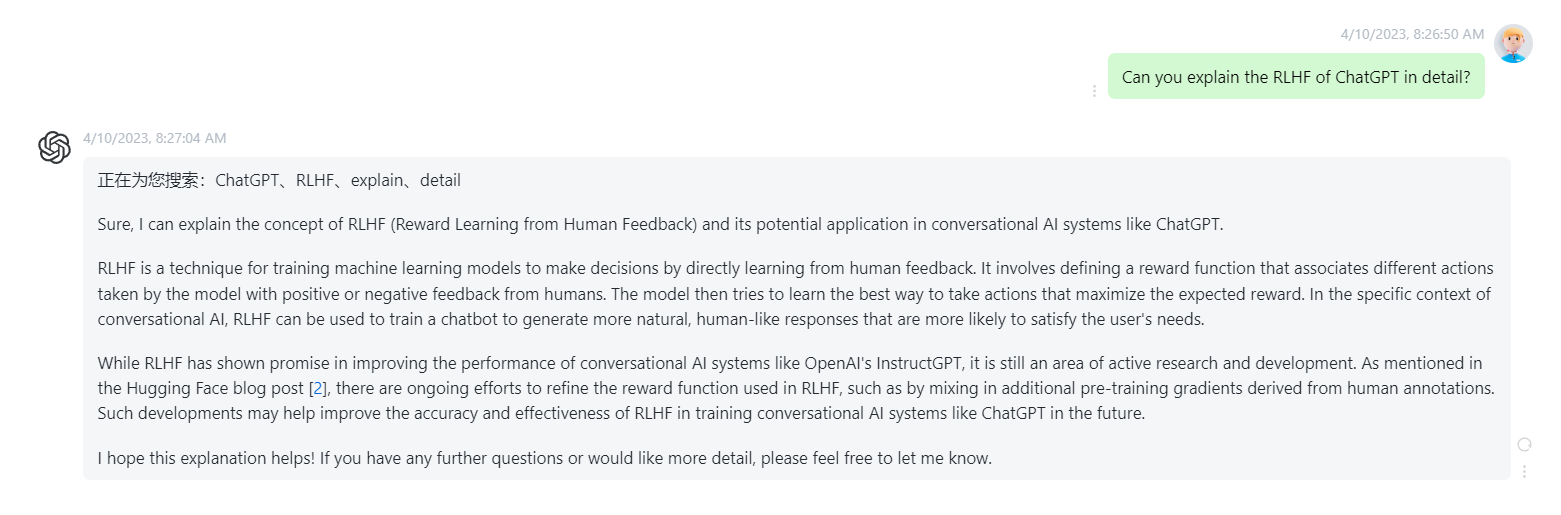 4/10/2023, 8:26:50 AM
Can you explain the RLHF of ChatGPT in detail?
4/10/2023, 8:27:04 AM
正在为您搜索：ChatGPT、RLHF、explain、detail
Sure, I can explain the concept of RLHF (Reward Learning from Human Feedback) and its potential application in conversational AI systems like ChatGPT.
RLHF is a technique for training machine learning models to make decisions by directly learning from human feedback. It involves defining a reward function that associates different actions
taken by the model with positive or negative feedback from humans. The model then tries to learn the best way to take actions that maximize the expected reward. In the specific context of
conversational AI, RLHF can be used to train a chatbot to generate more natural, human-like responses that are more likely to satisfy the user's needs.
While RLHF has shown promise in improving the performance of conversational AI systems like OpenAI's InstructGPT, it is still an area of active research and development. As mentioned in
the Hugging Face blog post [2], there are ongoing efforts to refine the reward function used in RLHF, such as by mixing in additional pre-training gradients derived from human annotations.
Such developments may help improve the accuracy and effectiveness of RLHF in training conversational AI systems like ChatGPT in the future.
I hope this explanation helps! If you have any further questions or would like more detail, please feel free to let me know.